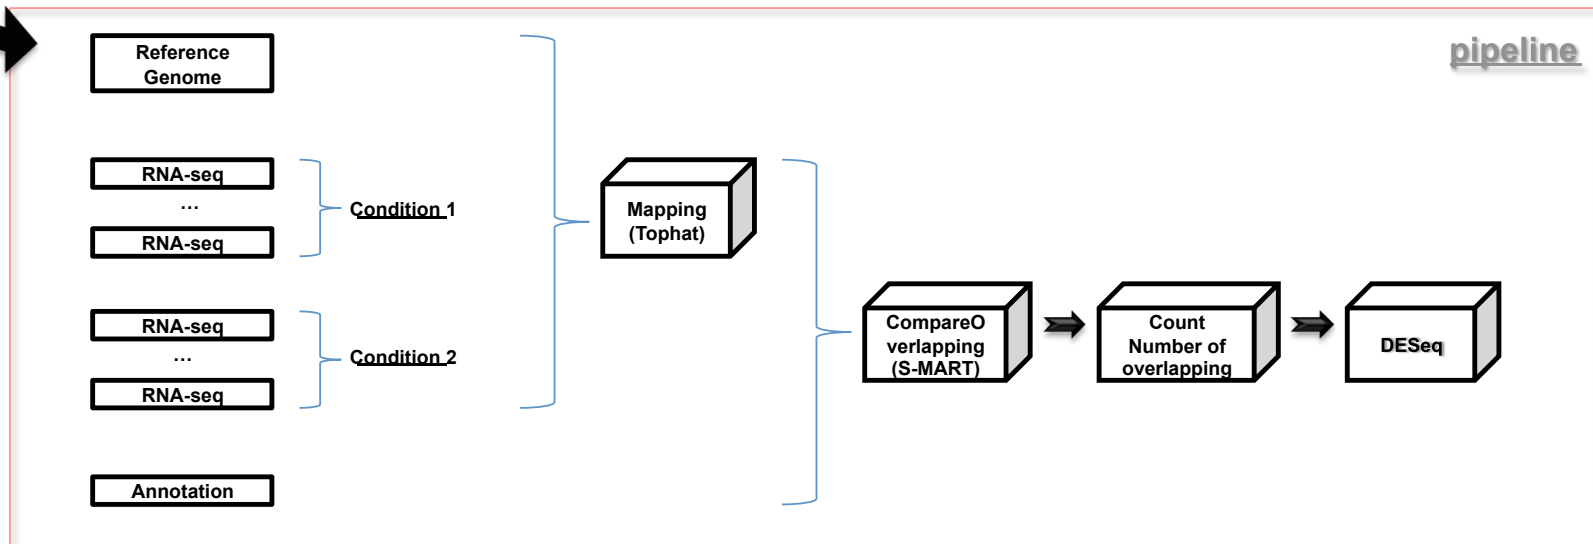 pipeline
Reference
Genome
RNA-seq
…
RNA-seq
Condition 1
RNA-seq
…
RNA-seq
Condition 2
Annotation
Mapping
(Tophat)
CompareO
verlapping
(S-MART)
Count
Number of
overlapping
DESeq